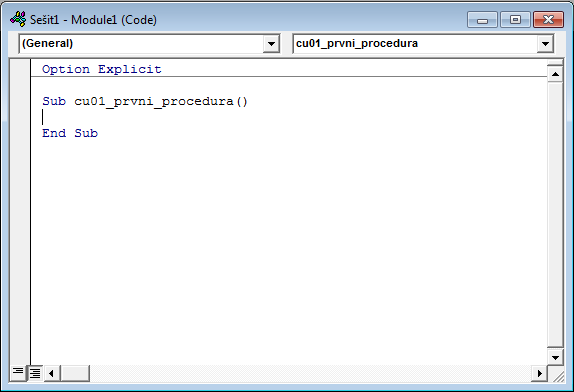 Sešit1 - Module1 (Code)
(General) cu01_prvni_procedura
Option Explicit
Sub cu01_prvni_procedura()
End Sub